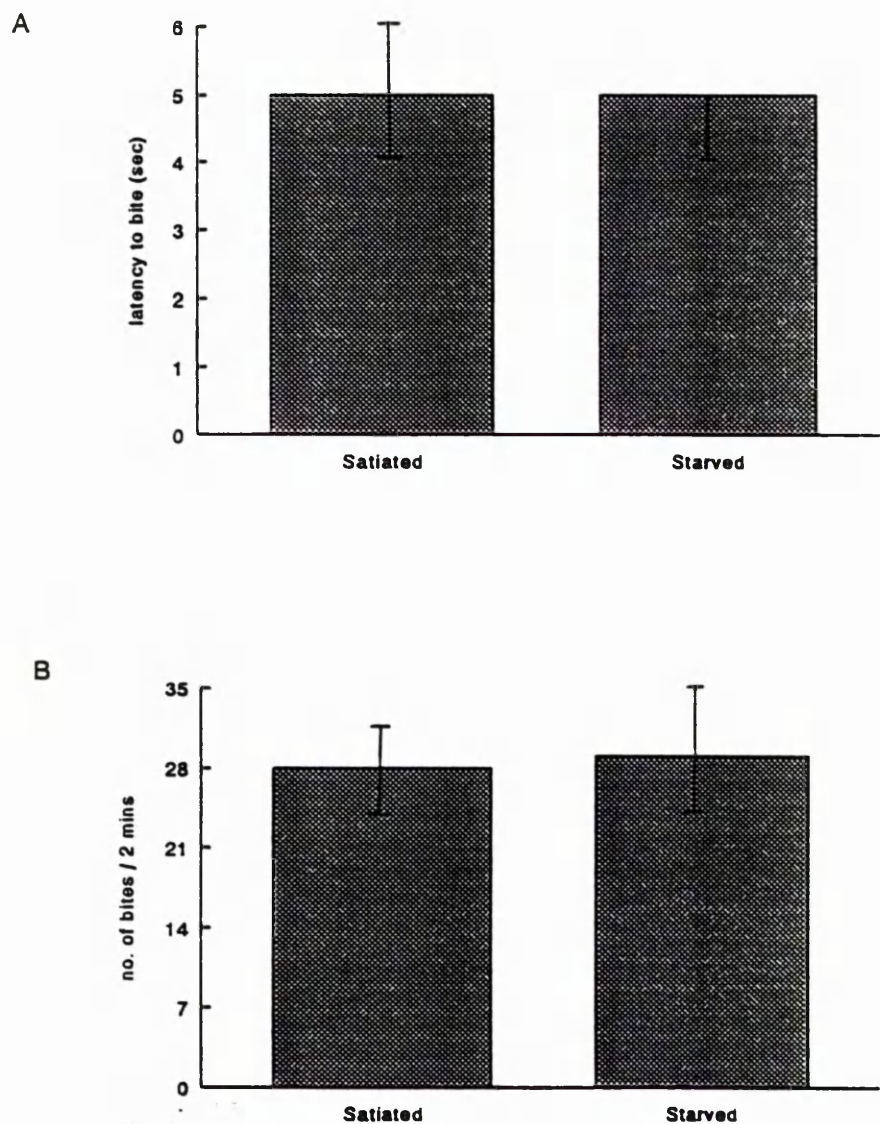 A
latency to bite (sec)
6
5
4
3
2
1
0
Satiated Starved
B
no. of bites / 2 mins
35
28
21
14
7
0
Satiated Starved